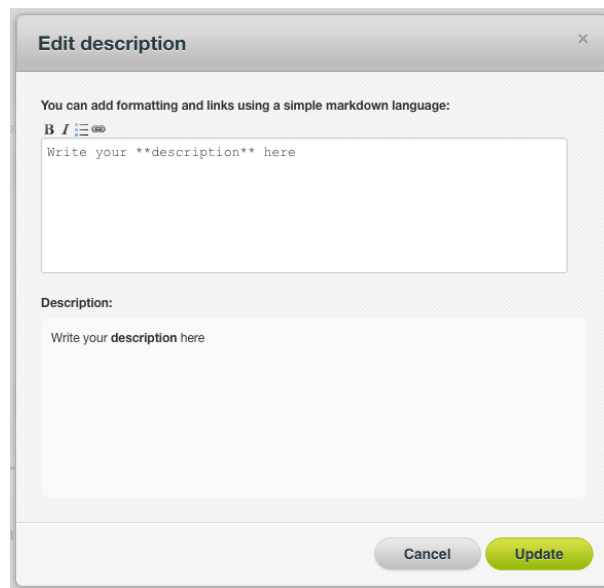 Edit description
×
You can add formatting and links using a simple markdown language:
B I
Write your **description** here
Description:
Write your description here
Cancel
Update